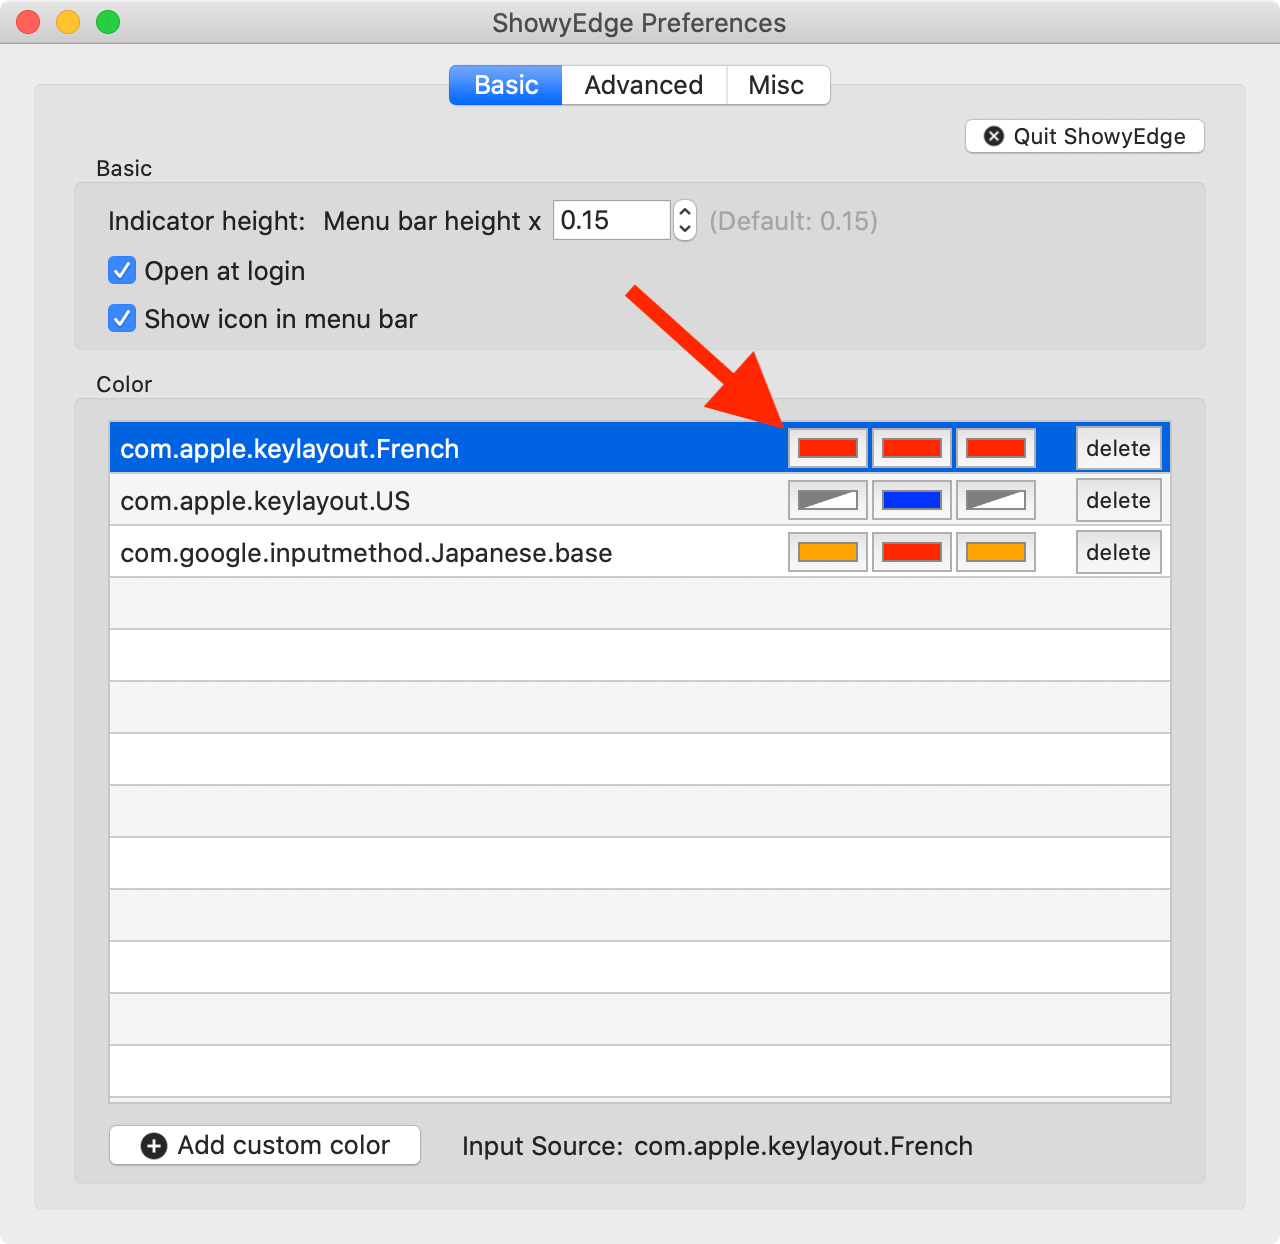 ShowyEdge Preferences
Basic Advanced Misc
Quit ShowyEdge
Basic
Indicator height: Menu bar height x 0.15 (Default: 0.15)
Open at login
Show icon in menu bar
Color
com.apple.keylayout.French delete
com.apple.keylayout.US delete
com.google.inputmethod.Japanese.base delete
Add custom color Input Source: com.apple.keylayout.French